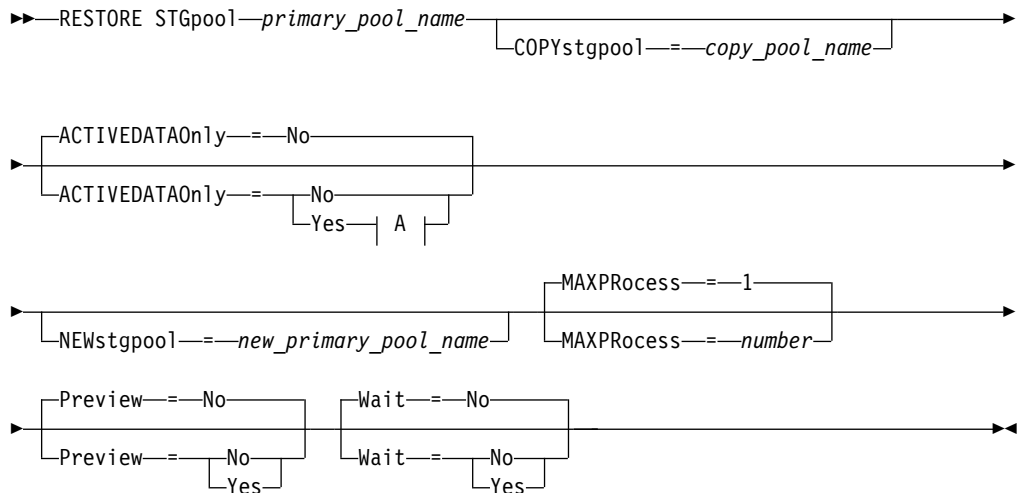 RESTORE STGpool primary_pool_name
COPYstgpool = copy_pool_name
ACTIVEDATAOnly = No
ACTIVEDATAOnly = No
Yes A
NEWstgpool = new_primary_pool_name
MAXPRocess = 1
MAXPRocess = number
Preview = No
Preview = No
Yes
Wait = No
Wait = No
Yes